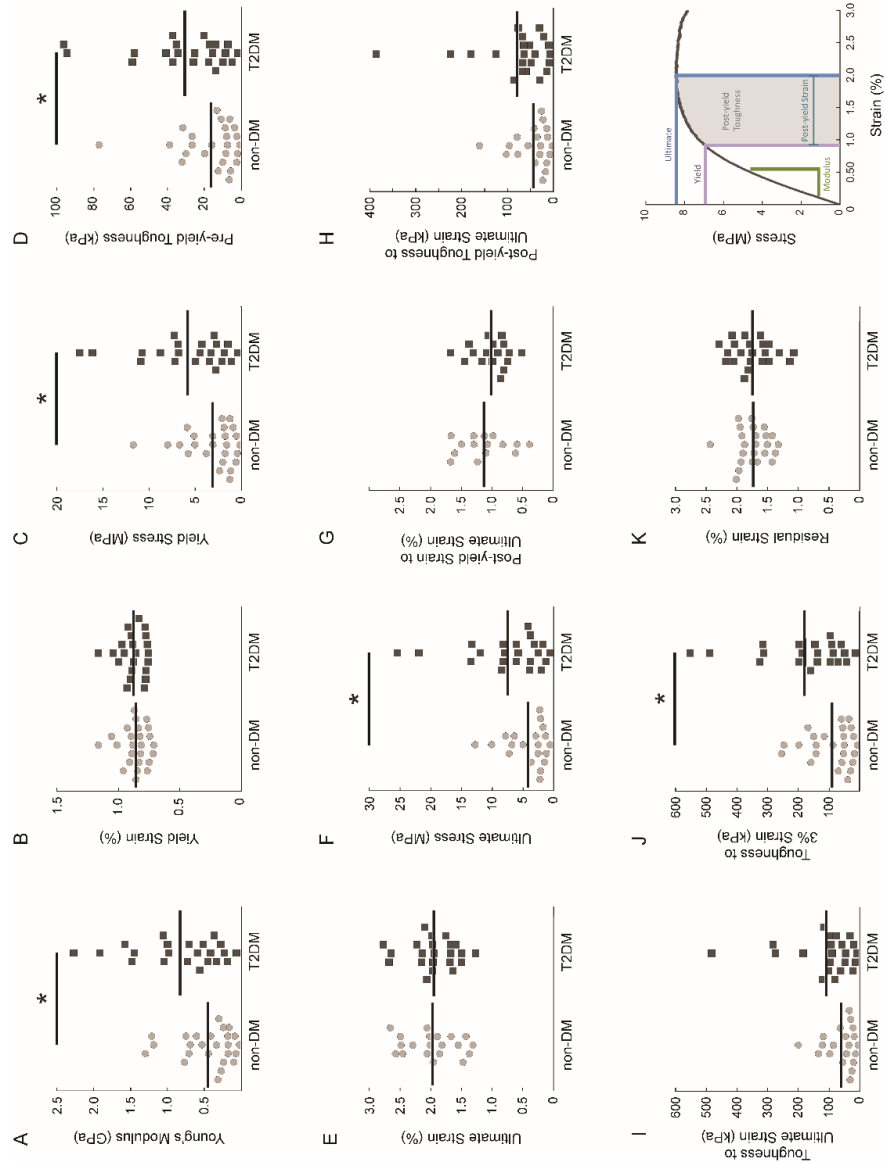 A
Young's Modulus (GPa)
2.5
2.0
1.5
1.0
0.5
*
non-DM
T2DM
B
Yield Strain (%)
1.5
1.0
0.5
0
non-DM
T2DM
C
Yield Stress (MPa)
20
15
10
5
0
*
non-DM
T2DM
D
Pre-yield Toughness (kPa)
100
80
60
40
20
0
*
non-DM
T2DM
E
Ultimate Strain (%)
3.0
2.5
2.0
1.5
1.0
0.5
0
non-DM
T2DM
F
Ultimate Stress (MPa)
30
25
20
15
10
5
0
*
non-DM
T2DM
G
Post-yield Strain to
Ultimate Strain (%)
2.5
2.0
1.5
1.0
0.5
0
non-DM
T2DM
H
Post-yield Toughness to
Ultimate Strain (kPa)
400
300
200
100
0
non-DM
T2DM
I
Toughness to
Ultimate Strain (kPa)
600
500
400
300
200
100
0
non-DM
T2DM
J
Toughness to
3% Strain (kPa)
600
500
400
300
200
100
0
*
non-DM
T2DM
K
Residual Strain (%)
3.0
2.5
2.0
1.5
1.0
0.5
0
non-DM
T2DM
Stress (MPa)
10
8
6
4
2
0
Ultimate
Yield
Modulus
Post-yield
Toughness
Post-yield Strain
0.0
0.50
1.0
1.5
2.0
2.5
3.0
Strain (%)